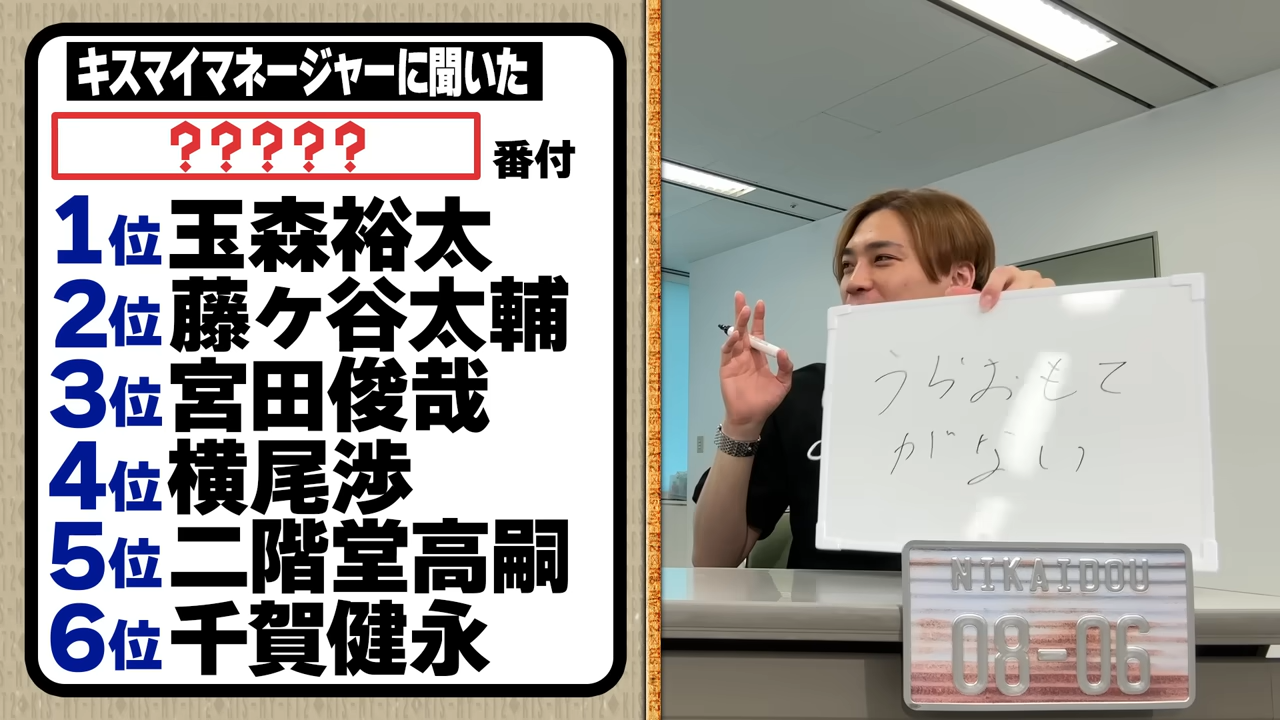 キスマイマネージャーに聞いた
?????
番付
1位 玉森裕太
2位 藤ヶ谷太輔
3位 宮田俊哉
4位 横尾渉
5位 二階堂高嗣
6位 千賀健永
うらおもて
がない
NIKAIDOU
08-06